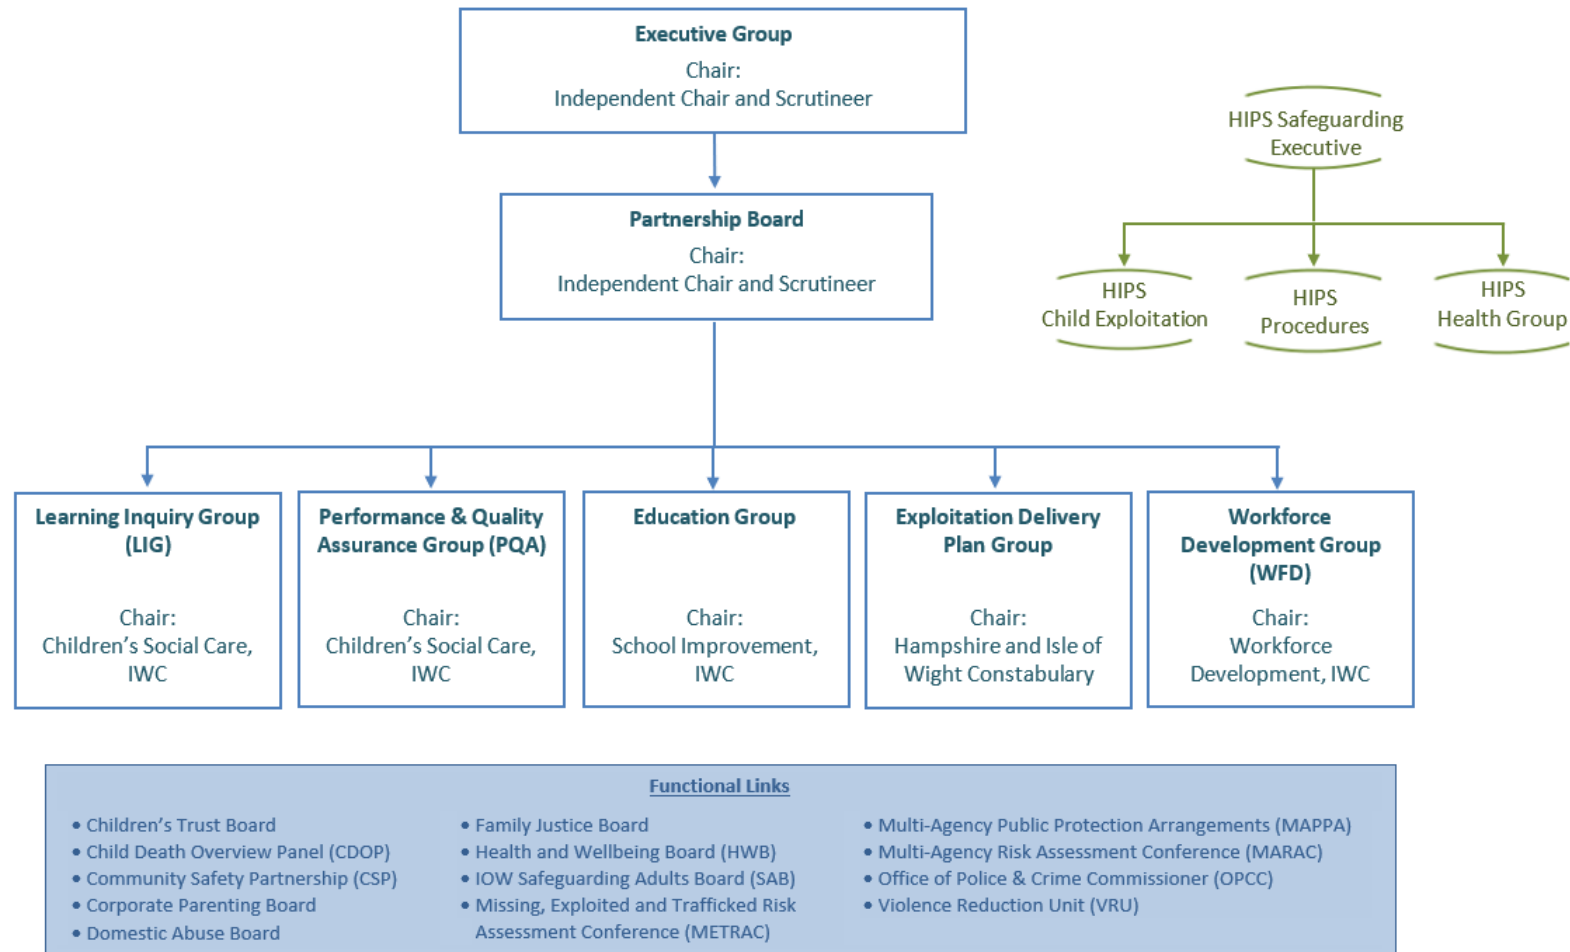 Executive Group
Chair:
Independent Chair and Scrutineer
HIPS Safeguarding
Executive
Partnership Board
Chair:
Independent Chair and Scrutineer
HIPS
Child Exploitation
HIPS
Procedures
HIPS
Health Group
Learning Inquiry Group
(LIG)
Chair:
Children’s Social Care,
IWC
Performance & Quality
Assurance Group (PQA)
Chair:
Children’s Social Care,
IWC
Education Group
Chair:
School Improvement,
IWC
Exploitation Delivery
Plan Group
Chair:
Hampshire and Isle of
Wight Constabulary
Workforce
Development Group
(WFD)
Chair:
Workforce
Development, IWC
Functional Links
• Children’s Trust Board
• Child Death Overview Panel (CDOP)
• Community Safety Partnership (CSP)
• Corporate Parenting Board
• Domestic Abuse Board
• Family Justice Board
• Health and Wellbeing Board (HWB)
• IOW Safeguarding Adults Board (SAB)
• Missing, Exploited and Trafficked Risk
Assessment Conference (METRAC)
• Multi-Agency Public Protection Arrangements (MAPPA)
• Multi-Agency Risk Assessment Conference (MARAC)
• Office of Police & Crime Commissioner (OPCC)
• Violence Reduction Unit (VRU)